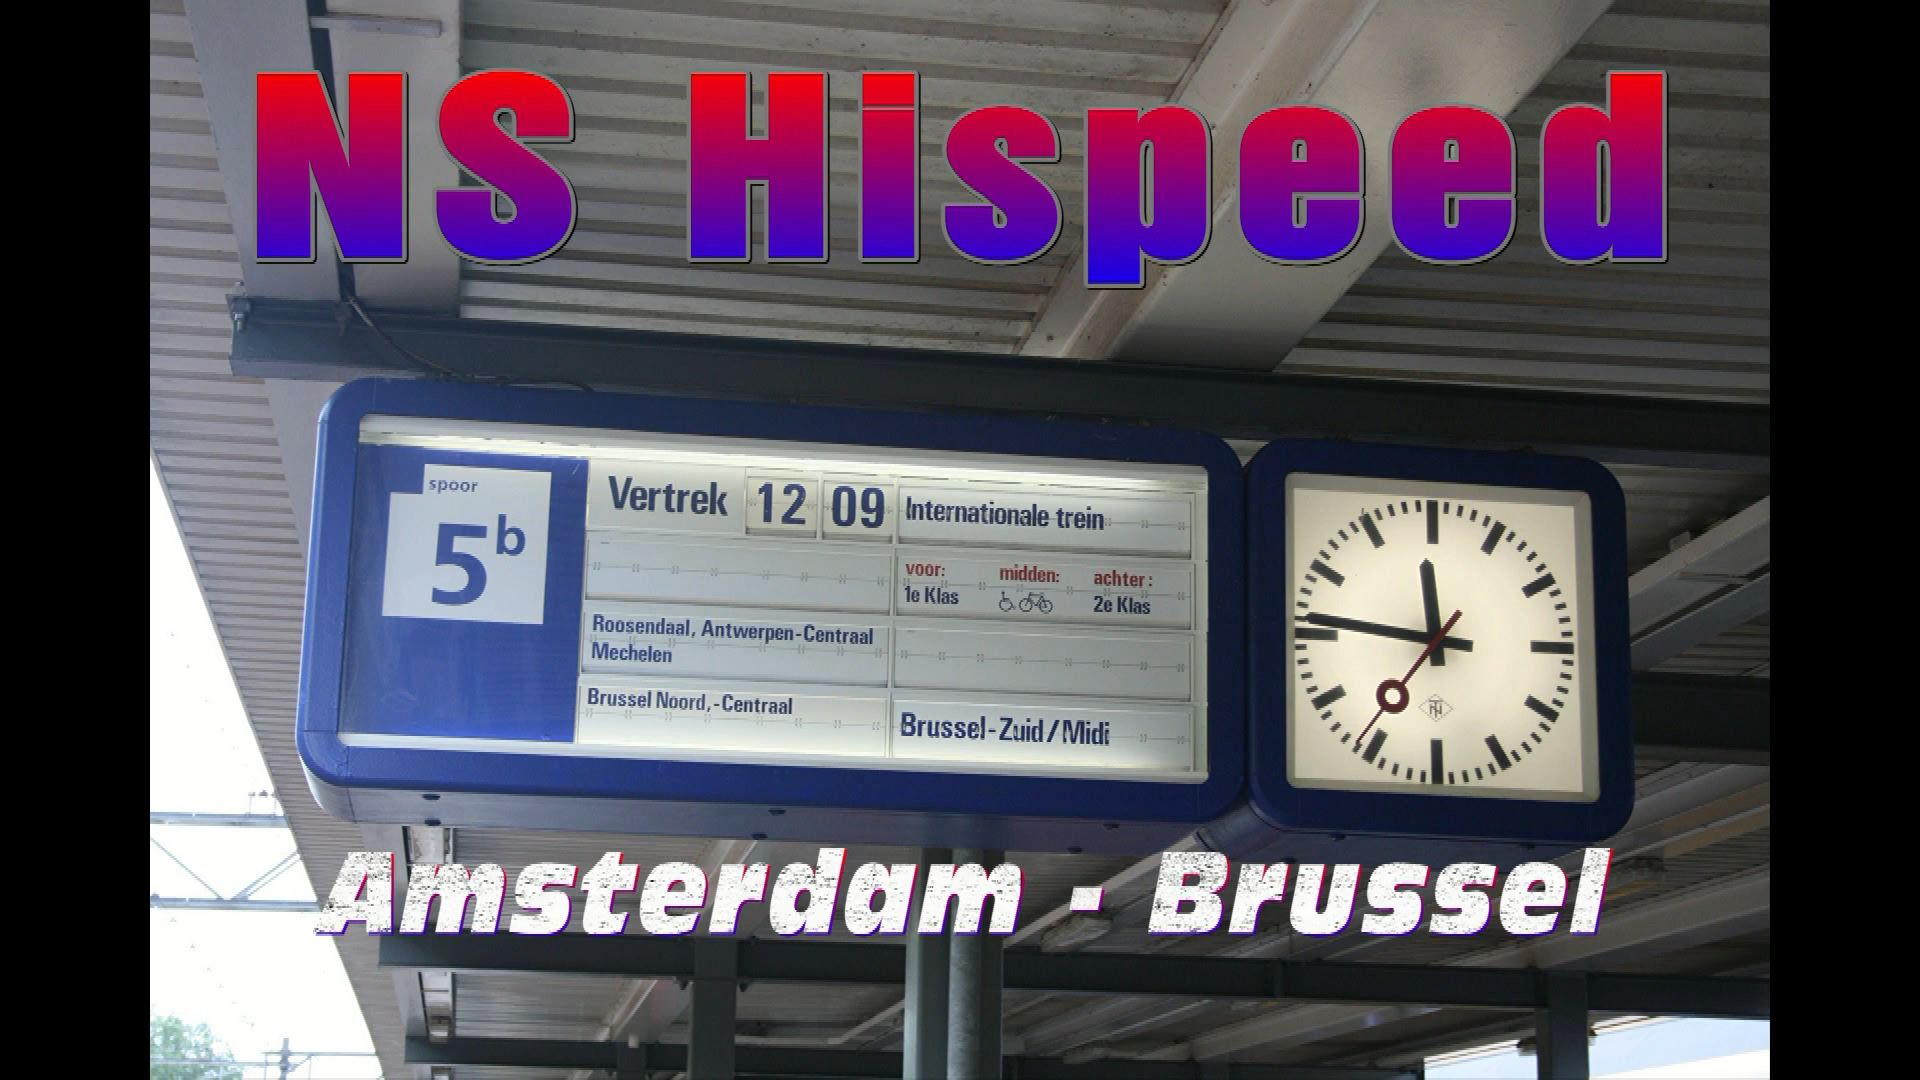 NS Hispeed
spoor
5b
Vertrek 12 09 Internationale trein
voor: midden: achter:
1e Klas 2e Klas
Roosendaal, Antwerpen-Centraal
Mechelen
Brussel Noord,-Centraal
Brussel-Zuid/Midi
Amsterdam - Brussel